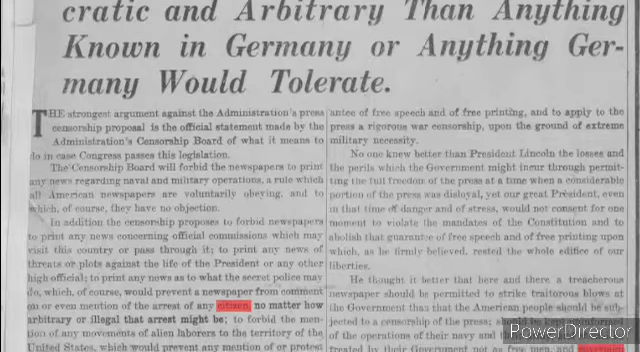 cratic and Arbitrary Than Anything
Known in Germany or Anything Ger-
many Would Tolerate.
THE strongest argument against the Administration's press
censorship proposal is the official statement made by the
Administration's Censorship Board of what it means to
do in case Congress passes this legislation.
The Censorship Board will forbid the newspapers to print
any news regarding naval and military operations, a rule which
all American newspapers are voluntarily obeying, and to
which, of course, they have no objection.
In addition the censorship proposes to forbid newspapers
to print any news concerning official commissions which may
visit this country or pass through it; to print any news of
threats or plots against the life of the President or any other
high official; to print any news as to what the secret police may
do, which, of course, would prevent a newspaper from comment
on or even mention of the arrest of any citizen, no matter how
arbitrary or illegal that arrest might be; to forbid the men-
tion of any movements of alien laborers to the territory of the
United States, which would prevent any mention of or protest
antee of free speech and of free printing, and to apply to the
press a rigorous war censorship, upon the ground of extreme
military necessity.
No one knew better than President Lincoln the losses and
the perils which the Government might incur through permit-
ting the full freedom of the press at a time when a considerable
portion of the press was disloyal, yet our great President, even
in that time of danger and of stress, would not consent for one
moment to violate the mandates of the Constitution and to
abolish that guarantee of free speech and of free printing upon
which, as he firmly believed, rested the whole edifice of our
liberties.
He thought it better that here and there a treacherous
newspaper should be permitted to strike traitorous blows at
the Government than that the American people should be sub-
jected to a censorship of the press;
of the operations of their navy and
treated by their Government not as free men and
PowerDirector